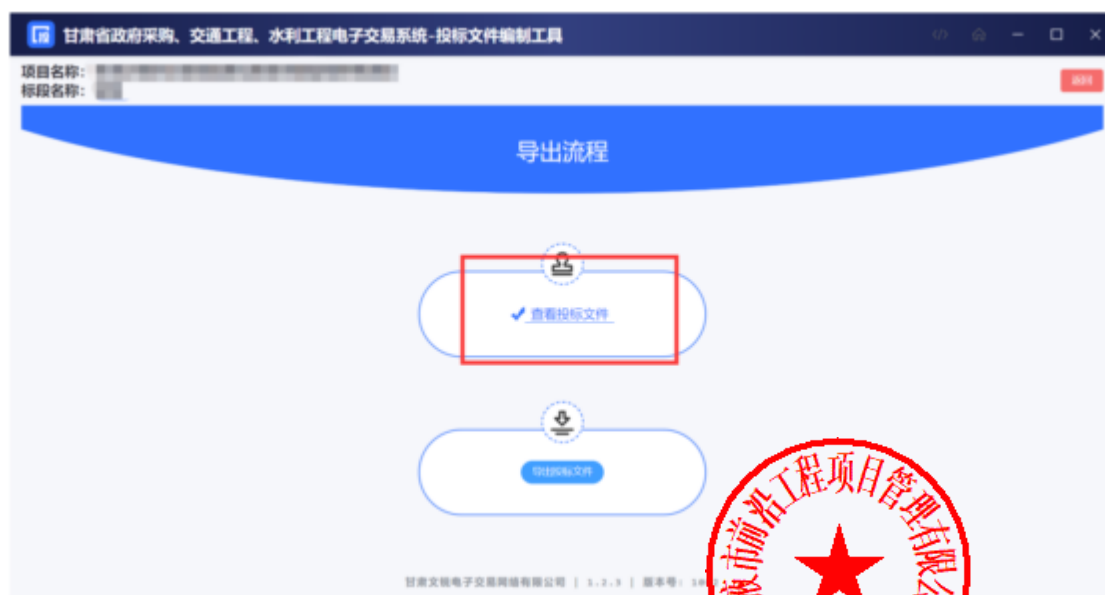 甘肃省政府采购、交通工程、水利工程电子交易系统-投标文件编制工具
项目名称:
标段名称:
返回
导出流程
查看投标文件
导出投标文件
甘肃文锐电子交易网络有限公司 | 1.2.3 | 版本号:
市前沿工程项目管理有限公